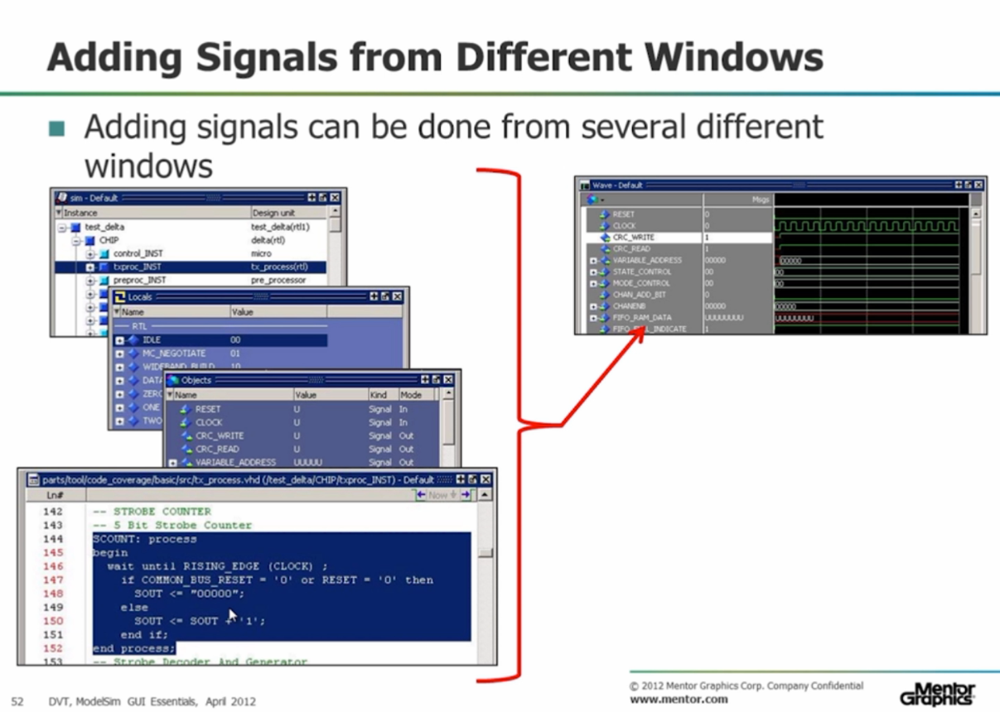 Adding Signals from Different Windows
Adding signals can be done from several different
windows
sim - Default
Instance Design unit
test_delta test_delta(rtl1)
CHIP delta(rtl)
control_INST micro
txproc_INST tx_process(rtl)
preproc_INST pre_processor
Locals
Name Value
RTL
IDLE 00
MC_NEGOTIATE 01
WIDEBAND_BUILD 10
DATA
ZERO
ONE
TWO
Objects
Name Value Kind Mode
RESET U Signal In
CLOCK U Signal In
CRC_WRITE U Signal Out
CRC_READ U Signal Out
VARIABLE_ADDRESS UUUUU Signal Out
parts/tool/code_coverage/basic/src/tx_process.vhd (/test_delta/CHIP/txproc_INST) - Default
Ln# Now
142 -- STROBE COUNTER
143 -- 5 Bit Strobe Counter
144 SCOUNT: process
145 begin
146 wait until RISING_EDGE (CLOCK) ;
147 if COMMON_BUS_RESET = '0' or RESET = '0' then
148 SOUT <= "00000";
149 else
150 SOUT <= SOUT + '1';
151 end if;
152 end process;
153 -- Strobe Decoder And Generator
Wave - Default
Msgs
RESET 0
CLOCK 0
CRC_WRITE 1
CRC_READ 1
VARIABLE_ADDRESS 00000 00000
STATE_CONTROL 00 00
MODE_CONTROL 00 00
CHAN_ADD_BIT 0
CHANENB 00000 00000
FIFO_RAM_DATA UUUUUUUU UUUUUUUU
1
© 2012 Mentor Graphics Corp. Company Confidential
www.mentor.com
Mentor
Graphics
52 DVT, ModelSim GUI Essentials, April 2012